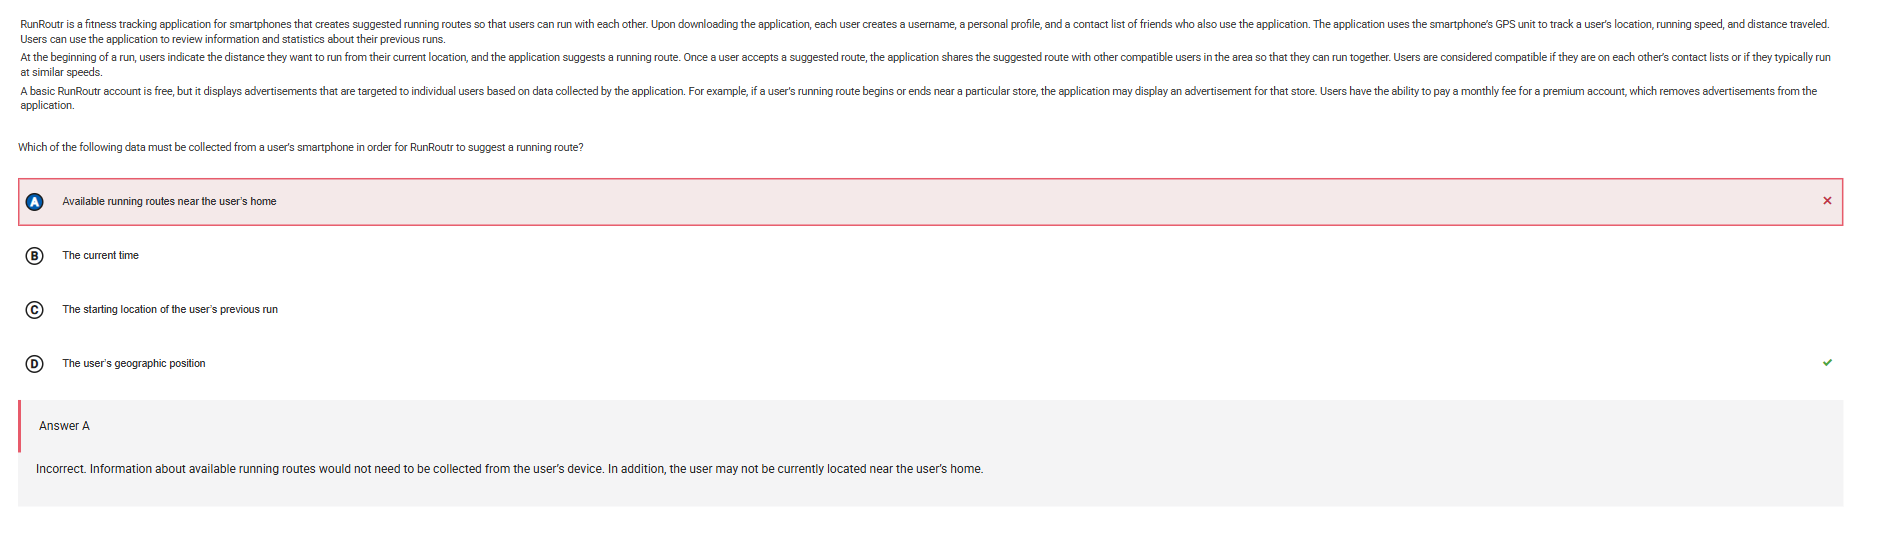 RunRoutr is a fitness tracking application for smartphones that creates suggested running routes so that users can run with each other. Upon downloading the application, each user creates a username, a personal profile, and a contact list of friends who also use the application. The application uses the smartphone's GPS unit to track a user's location, running speed, and distance traveled.
Users can use the application to review information and statistics about their previous runs.
At the beginning of a run, users indicate the distance they want to run from their current location, and the application suggests a running route. Once a user accepts a suggested route, the application shares the suggested route with other compatible users in the area so that they can run together. Users are considered compatible if they are on each other's contact lists or if they typically run
at similar speeds.
A basic RunRoutr account is free, but it displays advertisements that are targeted to individual users based on data collected by the application. For example, if a user's running route begins or ends near a particular store, the application may display an advertisement for that store. Users have the ability to pay a monthly fee for a premium account, which removes advertisements from the
application.
Which of the following data must be collected from a user's smartphone in order for RunRoutr to suggest a running route?
A Available running routes near the user's home
B The current time
C The starting location of the user's previous run
D The user's geographic position
Answer A
Incorrect. Information about available running routes would not need to be collected from the user's device. In addition, the user may not be currently located near the user's home.